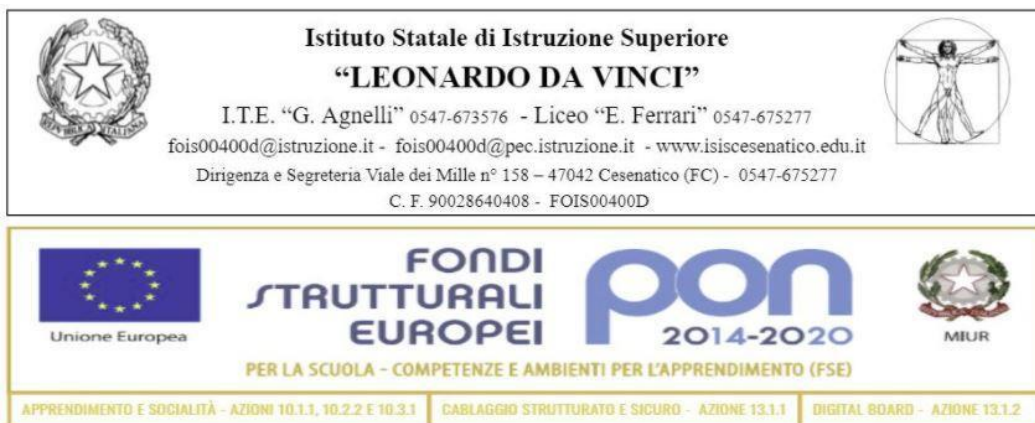 Istituto Statale di Istruzione Superiore
“LEONARDO DA VINCI”
I.T.E. “G. Agnelli” 0547-673576 - Liceo “E. Ferrari” 0547-675277
fois00400d@istruzione.it - fois00400d@pec.istruzione.it - www.isiscesenatico.edu.it
Dirigenza e Segreteria Viale dei Mille n° 158 – 47042 Cesenatico (FC) - 0547-675277
C. F. 90028640408 - FOIS00400D
FONDI
STRUTTURALI
EUROPEI
pon
2014-2020
Unione Europea
MIUR
PER LA SCUOLA - COMPETENZE E AMBIENTI PER L'APPRENDIMENTO (FSE)
APPRENDIMENTO E SOCIALITÀ - AZIONI 10.1.1, 10.2.2 E 10.3.1
CABLAGGIO STRUTTURATO E SICURO - AZIONE 13.1.1
DIGITAL BOARD - AZIONE 13.1.2